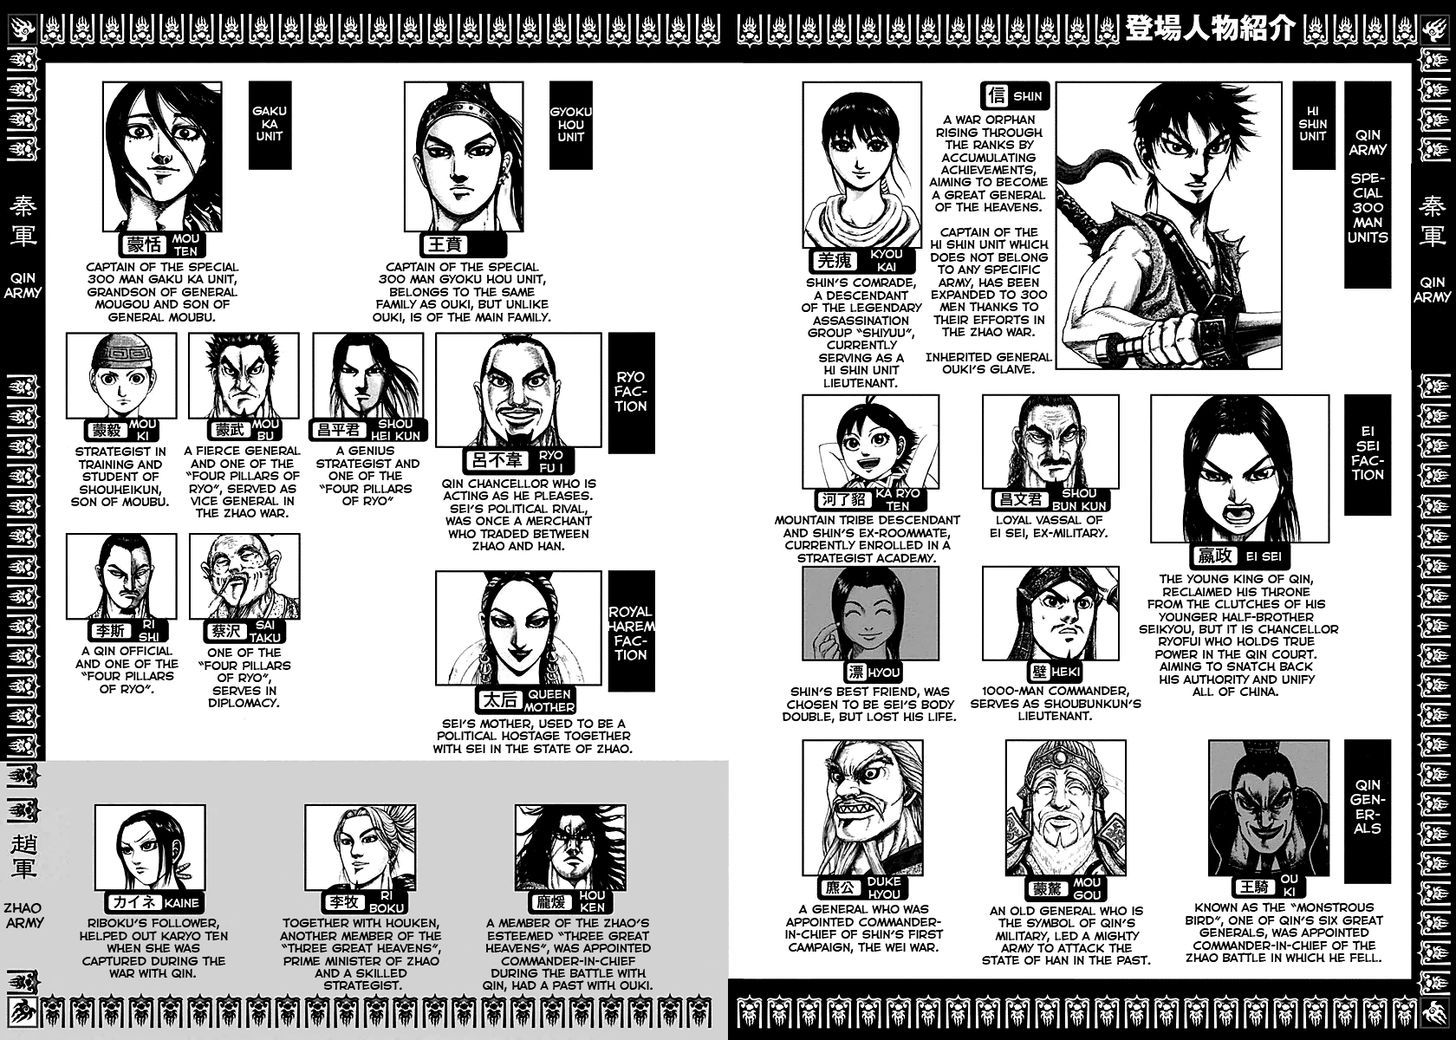 登場人物紹介
秦軍
QIN
ARMY
QIN
ARMY
SPE-
CIAL
300
MAN
UNITS
HI
SHIN
UNIT
信 SHIN
A WAR ORPHAN
RISING THROUGH
THE RANKS BY
ACCUMULATING
ACHIEVEMENTS,
AIMING TO BECOME
A GREAT GENERAL
OF THE HEAVENS.
CAPTAIN OF THE
HI SHIN UNIT WHICH
DOES NOT BELONG
TO ANY SPECIFIC
ARMY, HAS BEEN
EXPANDED TO 300
MEN THANKS TO
THEIR EFFORTS IN
THE ZHAO WAR.
INHERITED GENERAL
OUKI'S GLAIVE.
羌瘣 KYOU
KAI
SHIN'S COMRADE,
A DESCENDANT
OF THE LEGENDARY
ASSASSINATION
GROUP "SHIYUU",
CURRENTLY
SERVING AS A
HI SHIN UNIT
LIEUTENANT.
EI
SEI
FAC-
TION
嬴政 EI SEI
THE YOUNG KING OF QIN,
RECLAIMED HIS THRONE
FROM THE CLUTCHES OF HIS
YOUNGER HALF-BROTHER
SEIKYOU, BUT IT IS CHANCELLOR
RYOFUI WHO HOLDS TRUE
POWER IN THE QIN COURT.
AIMING TO SNATCH BACK
HIS AUTHORITY AND UNIFY
ALL OF CHINA.
昌文君 SHOU
BUN KUN
LOYAL VASSAL OF
EI SEI, EX-MILITARY.
河了貂 KA RYO
TEN
MOUNTAIN TRIBE DESCENDANT
AND SHIN'S EX-ROOMMATE,
CURRENTLY ENROLLED IN A
STRATEGIST ACADEMY.
壁 HEKI
1000-MAN COMMANDER,
SERVES AS SHOUBUNKUN'S
LIEUTENANT.
漂 HYOU
SHIN'S BEST FRIEND, WAS
CHOSEN TO BE SEI'S BODY
DOUBLE, BUT LOST HIS LIFE.
QIN
GEN-
ER-
ALS
王騎 OU
KI
KNOWN AS THE "MONSTROUS
BIRD", ONE OF QIN'S SIX GREAT
GENERALS, WAS APPOINTED
COMMANDER-IN-CHIEF OF THE
ZHAO BATTLE IN WHICH HE FELL.
蒙驁 MOU
GOU
AN OLD GENERAL WHO IS
THE SYMBOL OF QIN'S
MILITARY, LED A MIGHTY
ARMY TO ATTACK THE
STATE OF HAN IN THE PAST.
麃公 DUKE
HYOU
A GENERAL WHO WAS
APPOINTED COMMANDER-
IN-CHIEF OF SHIN'S FIRST
CAMPAIGN, THE WEI WAR.
秦軍
QIN
ARMY
GYOKU
HOU
UNIT
王賁
CAPTAIN OF THE SPECIAL
300 MAN GYOKU HOU UNIT,
BELONGS TO THE SAME
FAMILY AS OUKI, BUT UNLIKE
OUKI, IS OF THE MAIN FAMILY.
GAKU
KA
UNIT
蒙恬 MOU
TEN
CAPTAIN OF THE SPECIAL
300 MAN GAKU KA UNIT,
GRANDSON OF GENERAL
MOUGOU AND SON OF
GENERAL MOUBU.
RYO
FAC-
TION
呂不韋 RYO
FU I
QIN CHANCELLOR WHO IS
ACTING AS HE PLEASES.
SEI'S POLITICAL RIVAL,
WAS ONCE A MERCHANT
WHO TRADED BETWEEN
ZHAO AND HAN.
昌平君 SHOU
HEI KUN
A GENIUS
STRATEGIST AND
ONE OF THE
"FOUR PILLARS
OF RYO"
蒙武 MOU
BU
A FIERCE GENERAL
AND ONE OF THE
"FOUR PILLARS OF
RYO", SERVED AS
VICE GENERAL IN
THE ZHAO WAR.
蒙毅 MOU
KI
STRATEGIST IN
TRAINING AND
STUDENT OF
SHOUHEIKUN,
SON OF MOUBU.
蔡沢 SAI
TAKU
ONE OF THE
"FOUR PILLARS
OF RYO",
SERVES IN
DIPLOMACY.
李斯 RI
SHI
A QIN OFFICIAL
AND ONE OF THE
"FOUR PILLARS
OF RYO".
ROYAL
HAREM
FAC-
TION
太后 QUEEN
MOTHER
SEI'S MOTHER, USED TO BE A
POLITICAL HOSTAGE TOGETHER
WITH SEI IN THE STATE OF ZHAO.
趙軍
ZHAO
ARMY
龐煖 HOU
KEN
A MEMBER OF THE ZHAO'S
ESTEEMED "THREE GREAT
HEAVENS", WAS APPOINTED
COMMANDER-IN-CHIEF
DURING THE BATTLE WITH
QIN, HAD A PAST WITH OUKI.
李牧 RI
BOKU
TOGETHER WITH HOUKEN,
ANOTHER MEMBER OF THE
"THREE GREAT HEAVENS",
PRIME MINISTER OF ZHAO
AND A SKILLED
STRATEGIST.
カイネ KAINE
RIBOKU'S FOLLOWER,
HELPED OUT KARYO TEN
WHEN SHE WAS
CAPTURED DURING THE
WAR WITH QIN.